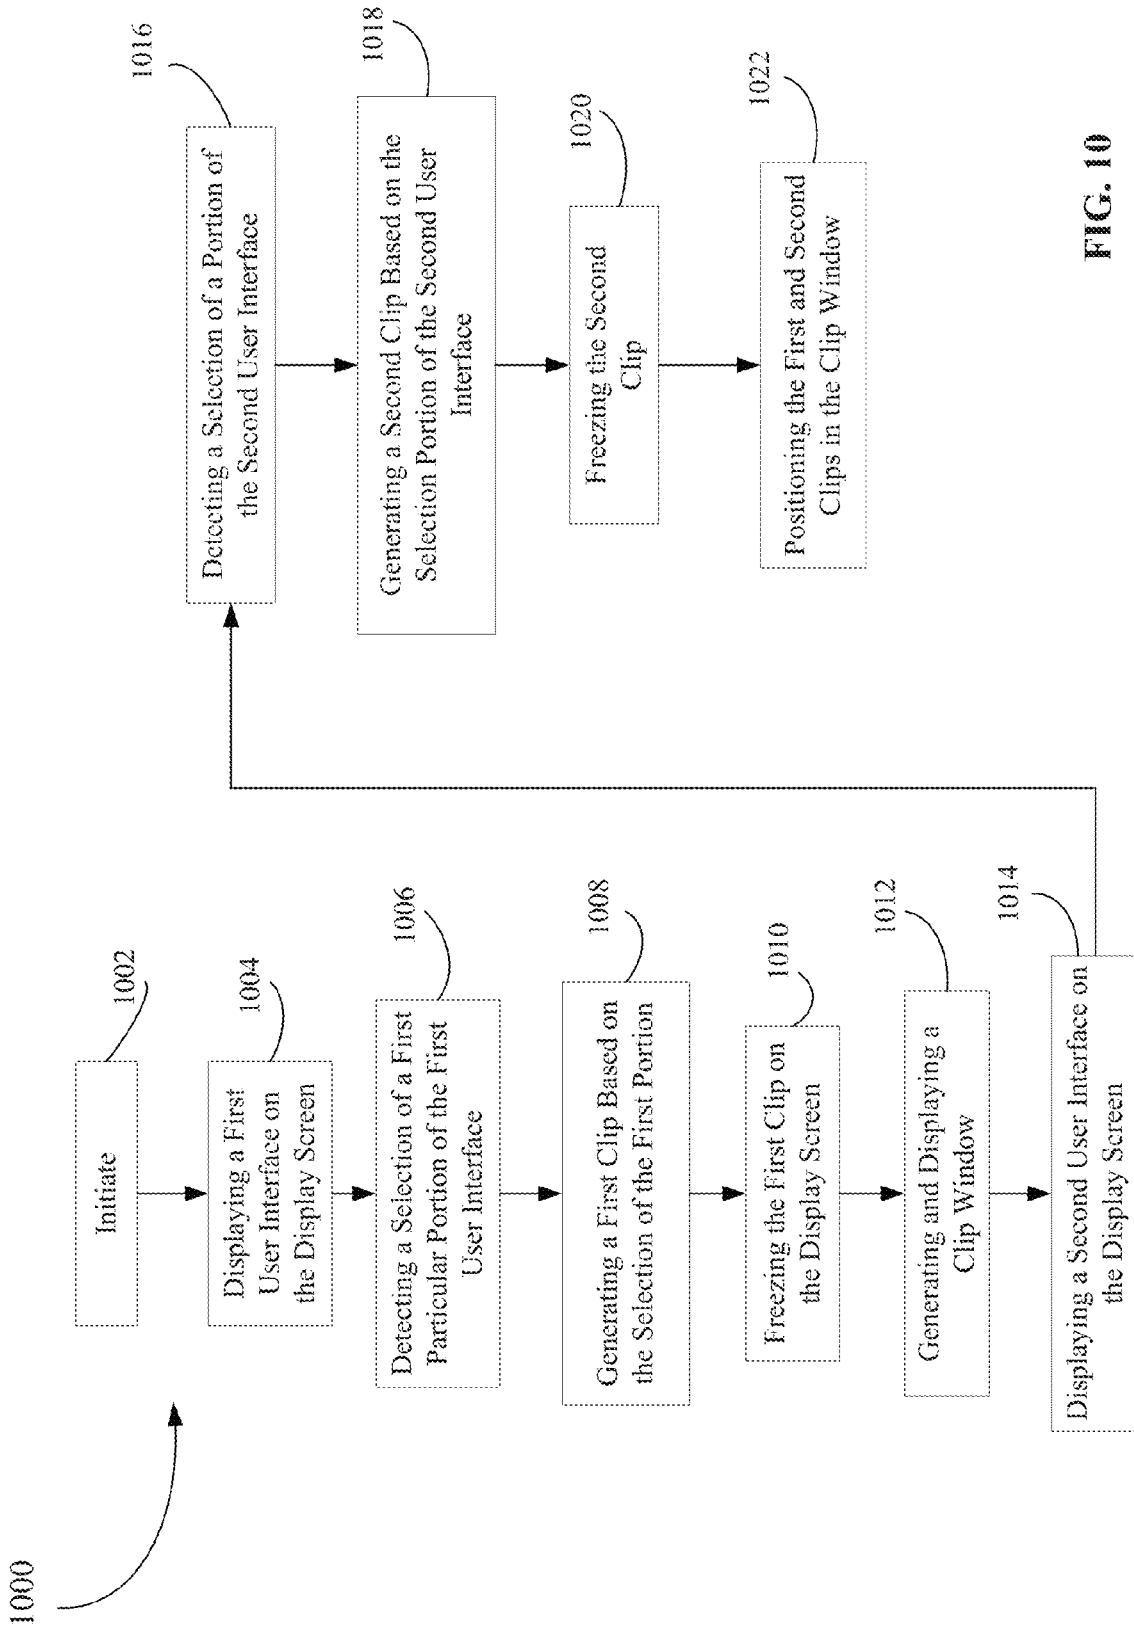 1000
Initiate
1002
Displaying a First
User Interface on
the Display Screen
1004
Detecting a Selection of a First
Particular Portion of the First
User Interface
1006
Generating a First Clip Based on
the Selection of the First Portion
1008
Freezing the First Clip on
the Display Screen
1010
Generating and Displaying a
Clip Window
1012
Displaying a Second User Interface on
the Display Screen
1014
Detecting a Selection of a Portion of
the Second User Interface
1016
Generating a Second Clip Based on the
Selection Portion of the Second User
Interface
1018
Freezing the Second
Clip
1020
Positioning the First and Second
Clips in the Clip Window
1022
FIG. 10